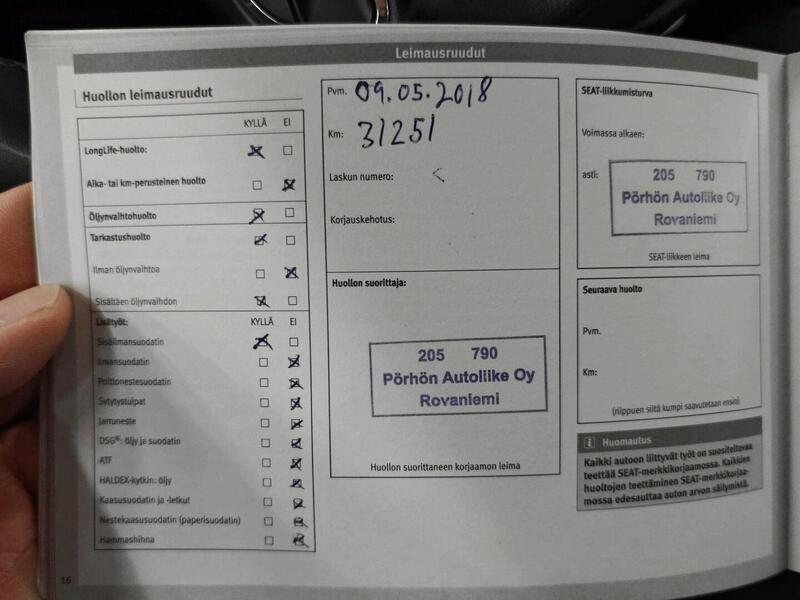 Leimausruudut
Huollon leimausruudut
KYLLÄ EI
LongLife-huolto:
Aika- tai km-perusteinen huolto
Öljynvaihtohuolto
Tarkastushuolto
Ilman öljynvaihtoa
Sisältäen öljynvaihdon
Lisätyöt: KYLLÄ EI
Sisäilmansuodatin
Ilmansuodatin
Polttonestesuodatin
Sytytystulpat
Jarruneste
DSG®: öljy ja suodatin
ATF
HALDEX-kytkin: öljy
Kaasusuodatin ja -letkut
Nestekaasusuodatin (paperisuodatin)
Hammashihna
16
Pvm. 09.05.2018
Km: 31251
Laskun numero:
Korjauskehotus:
Huollon suorittaja:
205 790
Pörhön Autoliike Oy
Rovaniemi
Huollon suorittaneen korjaamon leima
SEAT-liikkumisturva
Voimassa alkaen:
asti:
205 790
Pörhön Autoliike Oy
Rovaniemi
SEAT-liikkeen leima
Seuraava huolto
Pvm.
Km:
(riippuen siitä kumpi saavutetaan ensin)
i Huomautus
Kaikki autoon liittyvät työt on suositeltavaa
teettää SEAT-merkkikorjaamossa. Kaikkien
huoltojen teettäminen SEAT-merkkikorjaa-
mossa edesauttaa auton arvon säilymistä.